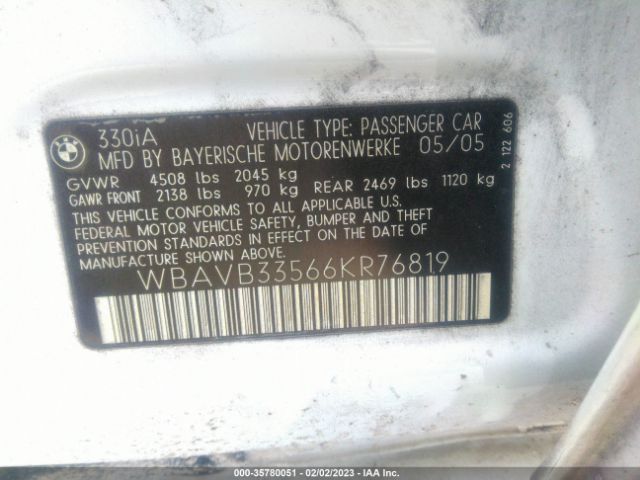 BMW
330iA VEHICLE TYPE: PASSENGER CAR
MFD BY BAYERISCHE MOTORENWERKE 05/05
GVWR 4508 lbs 2045 kg
GAWR FRONT 2138 lbs 970 kg REAR 2469 lbs 1120 kg
THIS VEHICLE CONFORMS TO ALL APPLICABLE U.S.
FEDERAL MOTOR VEHICLE SAFETY, BUMPER AND THEFT
PREVENTION STANDARDS IN EFFECT ON THE DATE OF
MANUFACTURE SHOWN ABOVE.
WBAVB33566KR76819
2 122 606
000-35780051 - 02/02/2023 - IAA Inc.